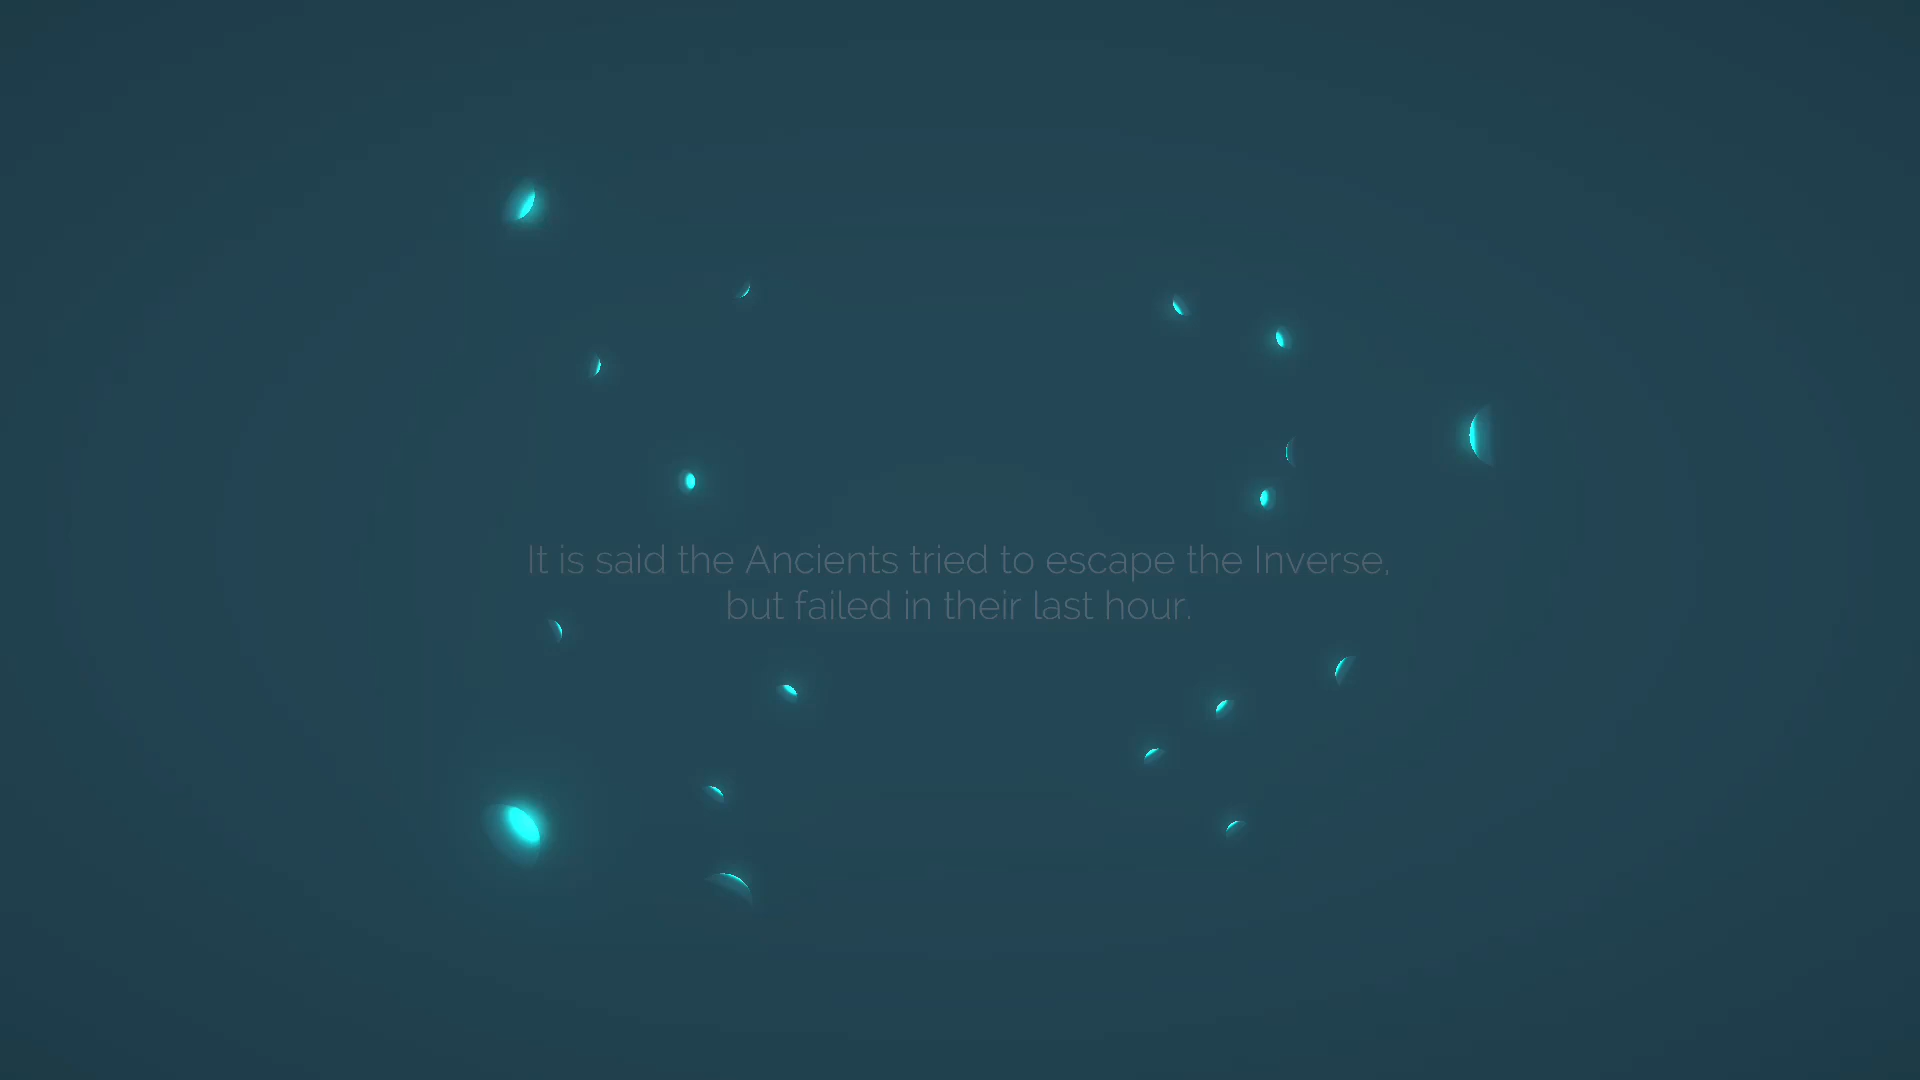 It is said the Ancients tried to escape the Inverse,
but failed in their last hour.